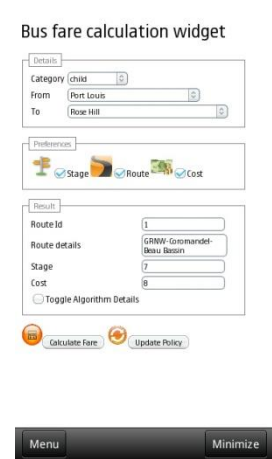 Bus fare calculation widget
Details
Category child
From Port Louis
To Rose Hill
Preferences
Stage Route Cost
Result
Route Id 1
Route details GRNW-Coromandel-
Beau Bassin
Stage 7
Cost 8
Toggle Algorithm Details
Calculate Fare Update Policy
Menu Minimize